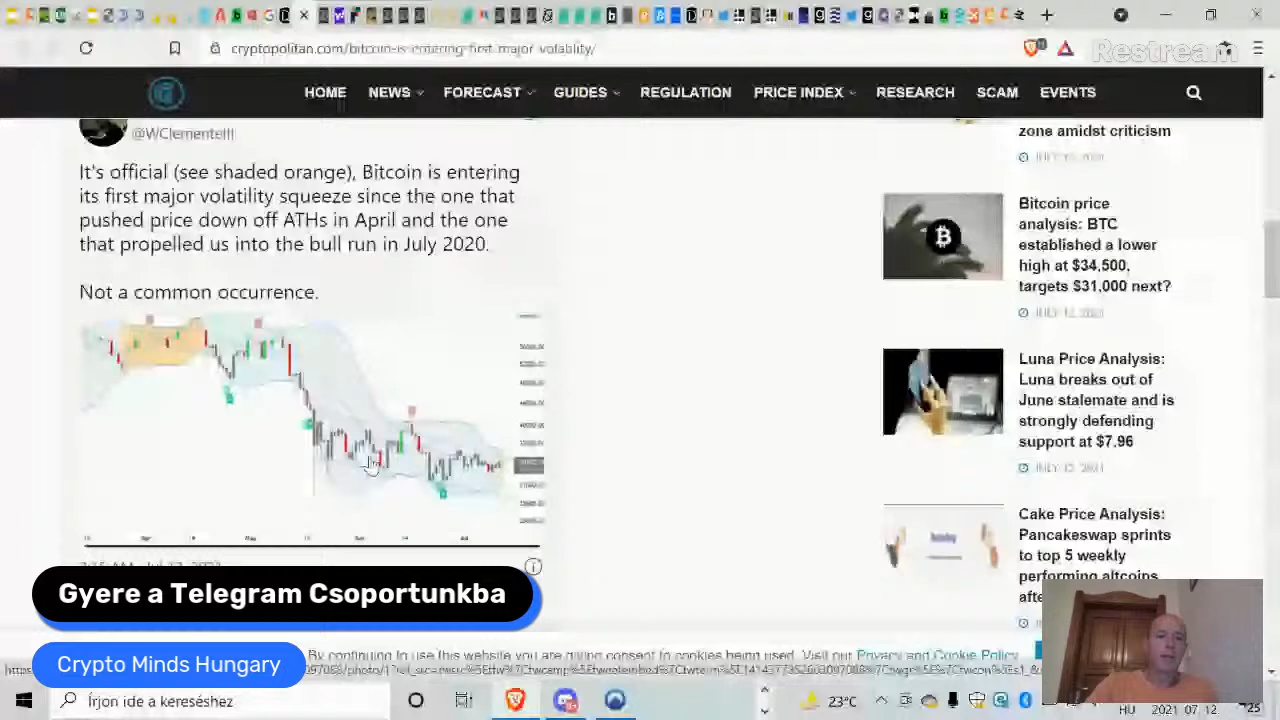 cryptopolitan.com/bitcoin-is-entering-first-major-volatility/
Restream
HOME NEWS FORECAST GUIDES REGULATION PRICE INDEX RESEARCH SCAM EVENTS
@WClementeIII
It's official (see shaded orange), Bitcoin is entering
its first major volatility squeeze since the one that
pushed price down off ATHs in April and the one
that propelled us into the bull run in July 2020.
Not a common occurrence.
zone amidst criticism
Bitcoin price
analysis: BTC
established a lower
high at $34,500,
targets $31,000 next?
JULY 12, 2021
Luna Price Analysis:
Luna breaks out of
June stalemate and is
strongly defending
support at $7.96
JULY 12, 2021
Cake Price Analysis:
Pancakeswap sprints
to top 5 weekly
performing altcoins
Gyere a Telegram Csoportunkba
Crypto Minds Hungary
By continuing to use this website you are giving consent to cookies being used. Visit our Privacy and Cookie Policy
Írjon ide a kereséshez
23°C
HU 2021. 07. 12.